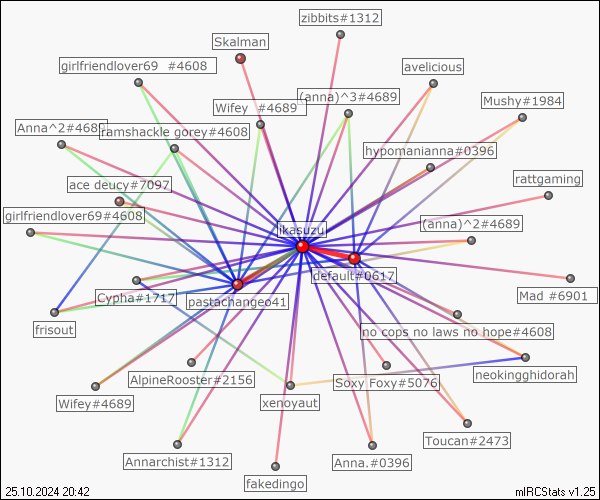 zibbits#1312
Skalman
girlfriendlover69 #4608
avelicious
Wifey #4689
(anna)^3#4689
Mushy#1984
Anna^2#4689
ramshackle gorey#4608
hypomanianna#0396
ace deucy#7097
rattgaming
girlfriendlover69#4608
ikasuzu
(anna)^2#4689
default#0617
Cypha#1717
pastachangeo41
Mad #6901
frisout
no cops no laws no hope#4608
AlpineRooster#2156
Soxy Foxy#5076
neokingghidorah
Wifey#4689
xenoyaut
Toucan#2473
Annarchist#1312
Anna.#0396
fakedingo
25.10.2024 20:42
mIRCStats v1.25